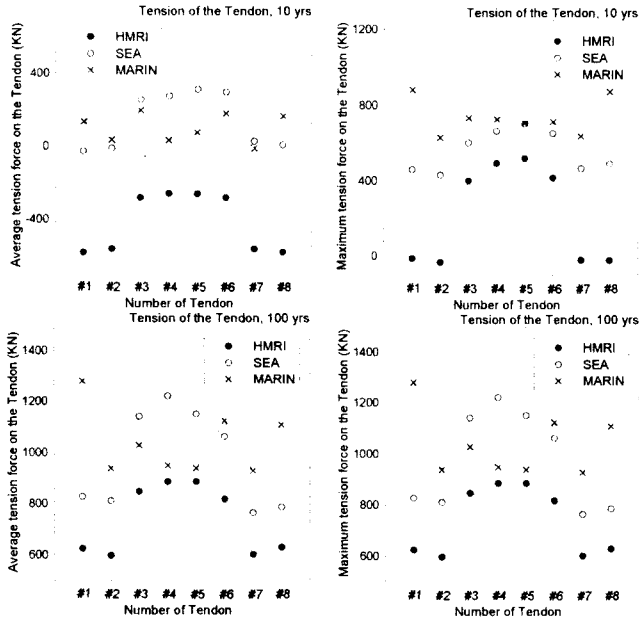 Tension of the Tendon, 10 yrs
HMRI
SEA
MARIN
Average tension force on the Tendon (KN)
400
0
-400
#1 #2 #3 #4 #5 #6 #7 #8
Number of Tendon
Tension of the Tendon, 10 yrs
HMRI
SEA
MARIN
Maximum tension force on the Tendon (KN)
1200
800
400
0
#1 #2 #3 #4 #5 #6 #7 #8
Number of Tendon
Tension of the Tendon, 100 yrs
HMRI
SEA
MARIN
Average tension force on the Tendon (KN)
1400
1200
1000
800
600
#1 #2 #3 #4 #5 #6 #7 #8
Number of Tendon
Tension of the Tendon, 100 yrs
HMRI
SEA
MARIN
Maximum tension force on the Tendon (KN)
1400
1200
1000
800
600
#1 #2 #3 #4 #5 #6 #7 #8
Number of Tendon